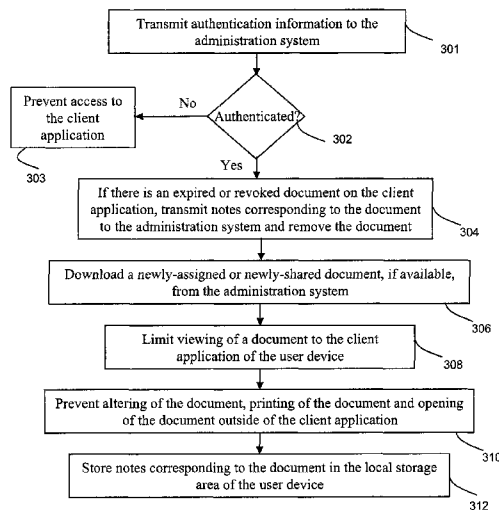 Transmit authentication information to the
administration system
301
Prevent access to
the client
application
303
No
Authenticated?
302
Yes
If there is an expired or revoked document on the client
application, transmit notes corresponding to the document
to the administration system and remove the document
304
Download a newly-assigned or newly-shared document, if available,
from the administration system
306
Limit viewing of a document to the client
application of the user device
308
Prevent altering of the document, printing of the document and opening
of the document outside of the client application
310
Store notes corresponding to the document in the local storage
area of the user device
312